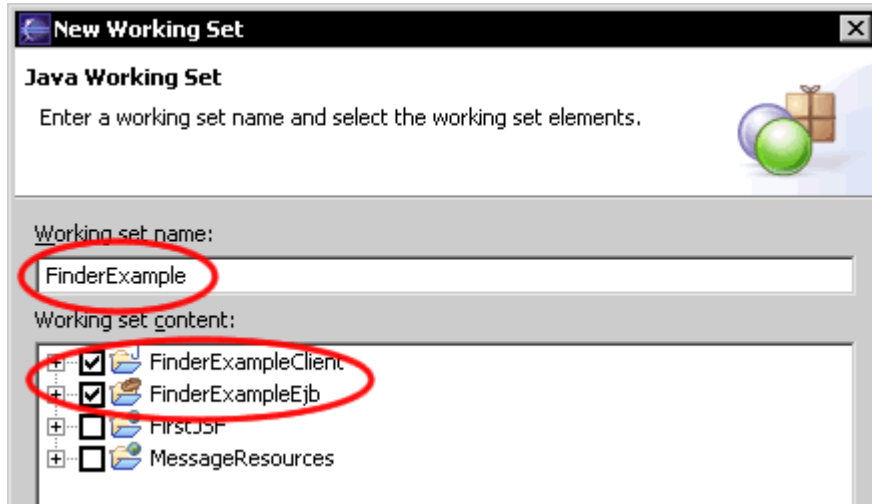 New Working Set
Java Working Set
Enter a working set name and select the working set elements.
Working set name:
FinderExample
Working set content:
FinderExampleClient
FinderExampleEjb
FirstJSF
MessageResources